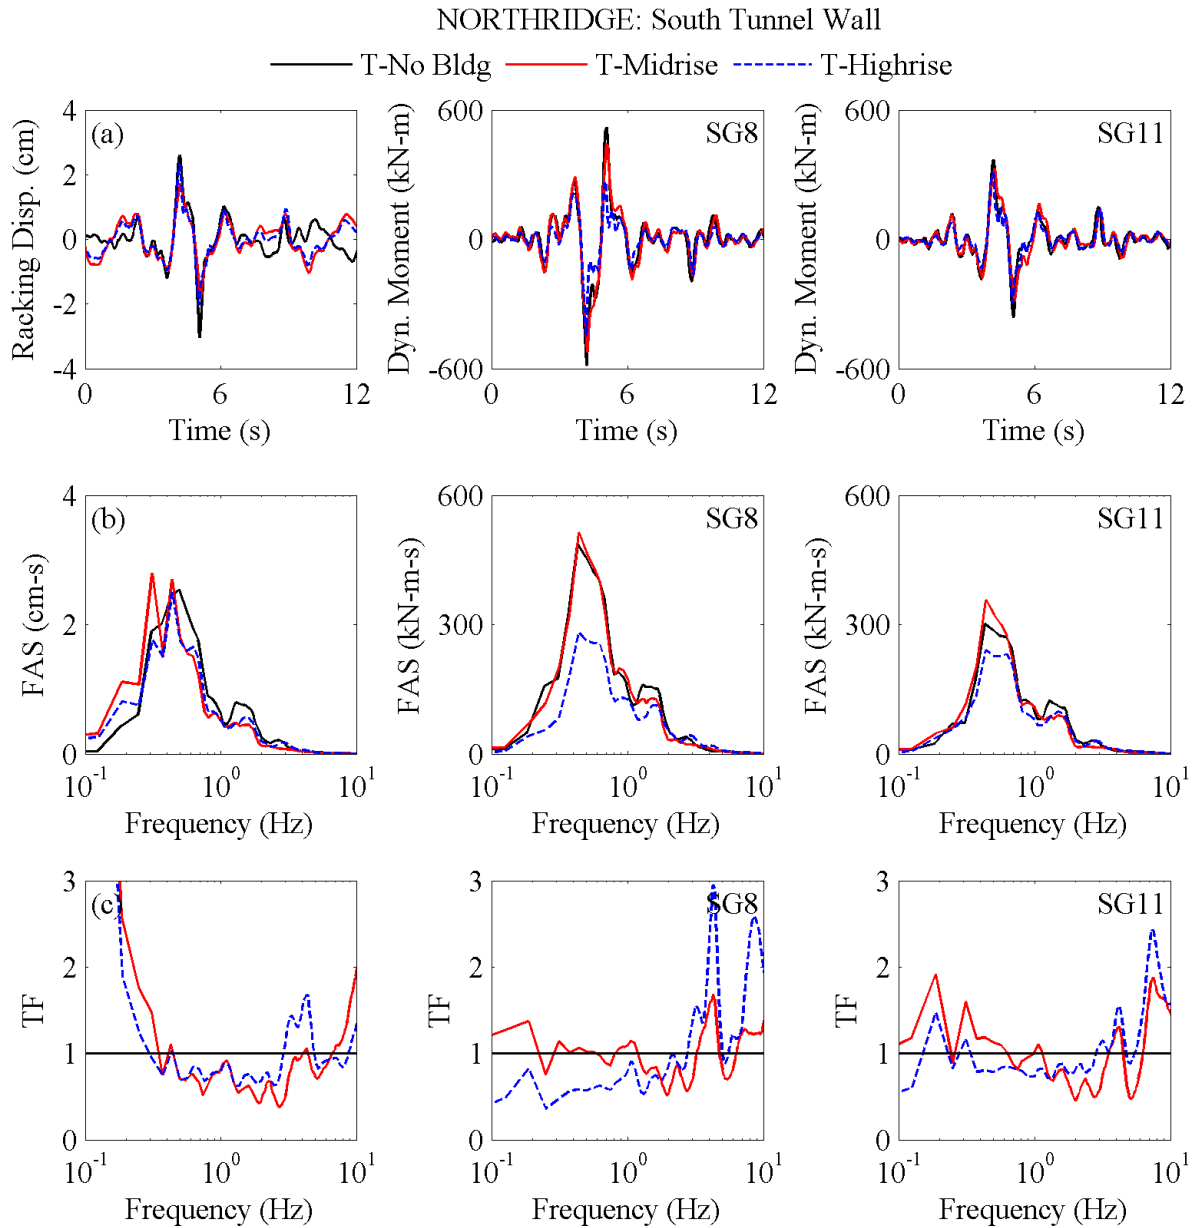 NORTHRIDGE: South Tunnel Wall
T-No Bldg T-Midrise T-Highrise
(a) SG8 SG11
Racking Disp. (cm)
4
2
0
-2
-4
0 6 12
Time (s)
Dyn. Moment (kN-m)
600
0
-600
0 6 12
Time (s)
Dyn. Moment (kN-m)
600
0
-600
0 6 12
Time (s)
(b) SG8 SG11
FAS (cm-s)
4
2
0
10-1 100 101
Frequency (Hz)
FAS (kN-m-s)
600
300
0
10-1 100 101
Frequency (Hz)
FAS (kN-m-s)
600
300
0
10-1 100 101
Frequency (Hz)
(c) SG8 SG11
TF
3
2
1
0
10-1 100 101
Frequency (Hz)
TF
3
2
1
0
10-1 100 101
Frequency (Hz)
TF
3
2
1
0
10-1 100 101
Frequency (Hz)